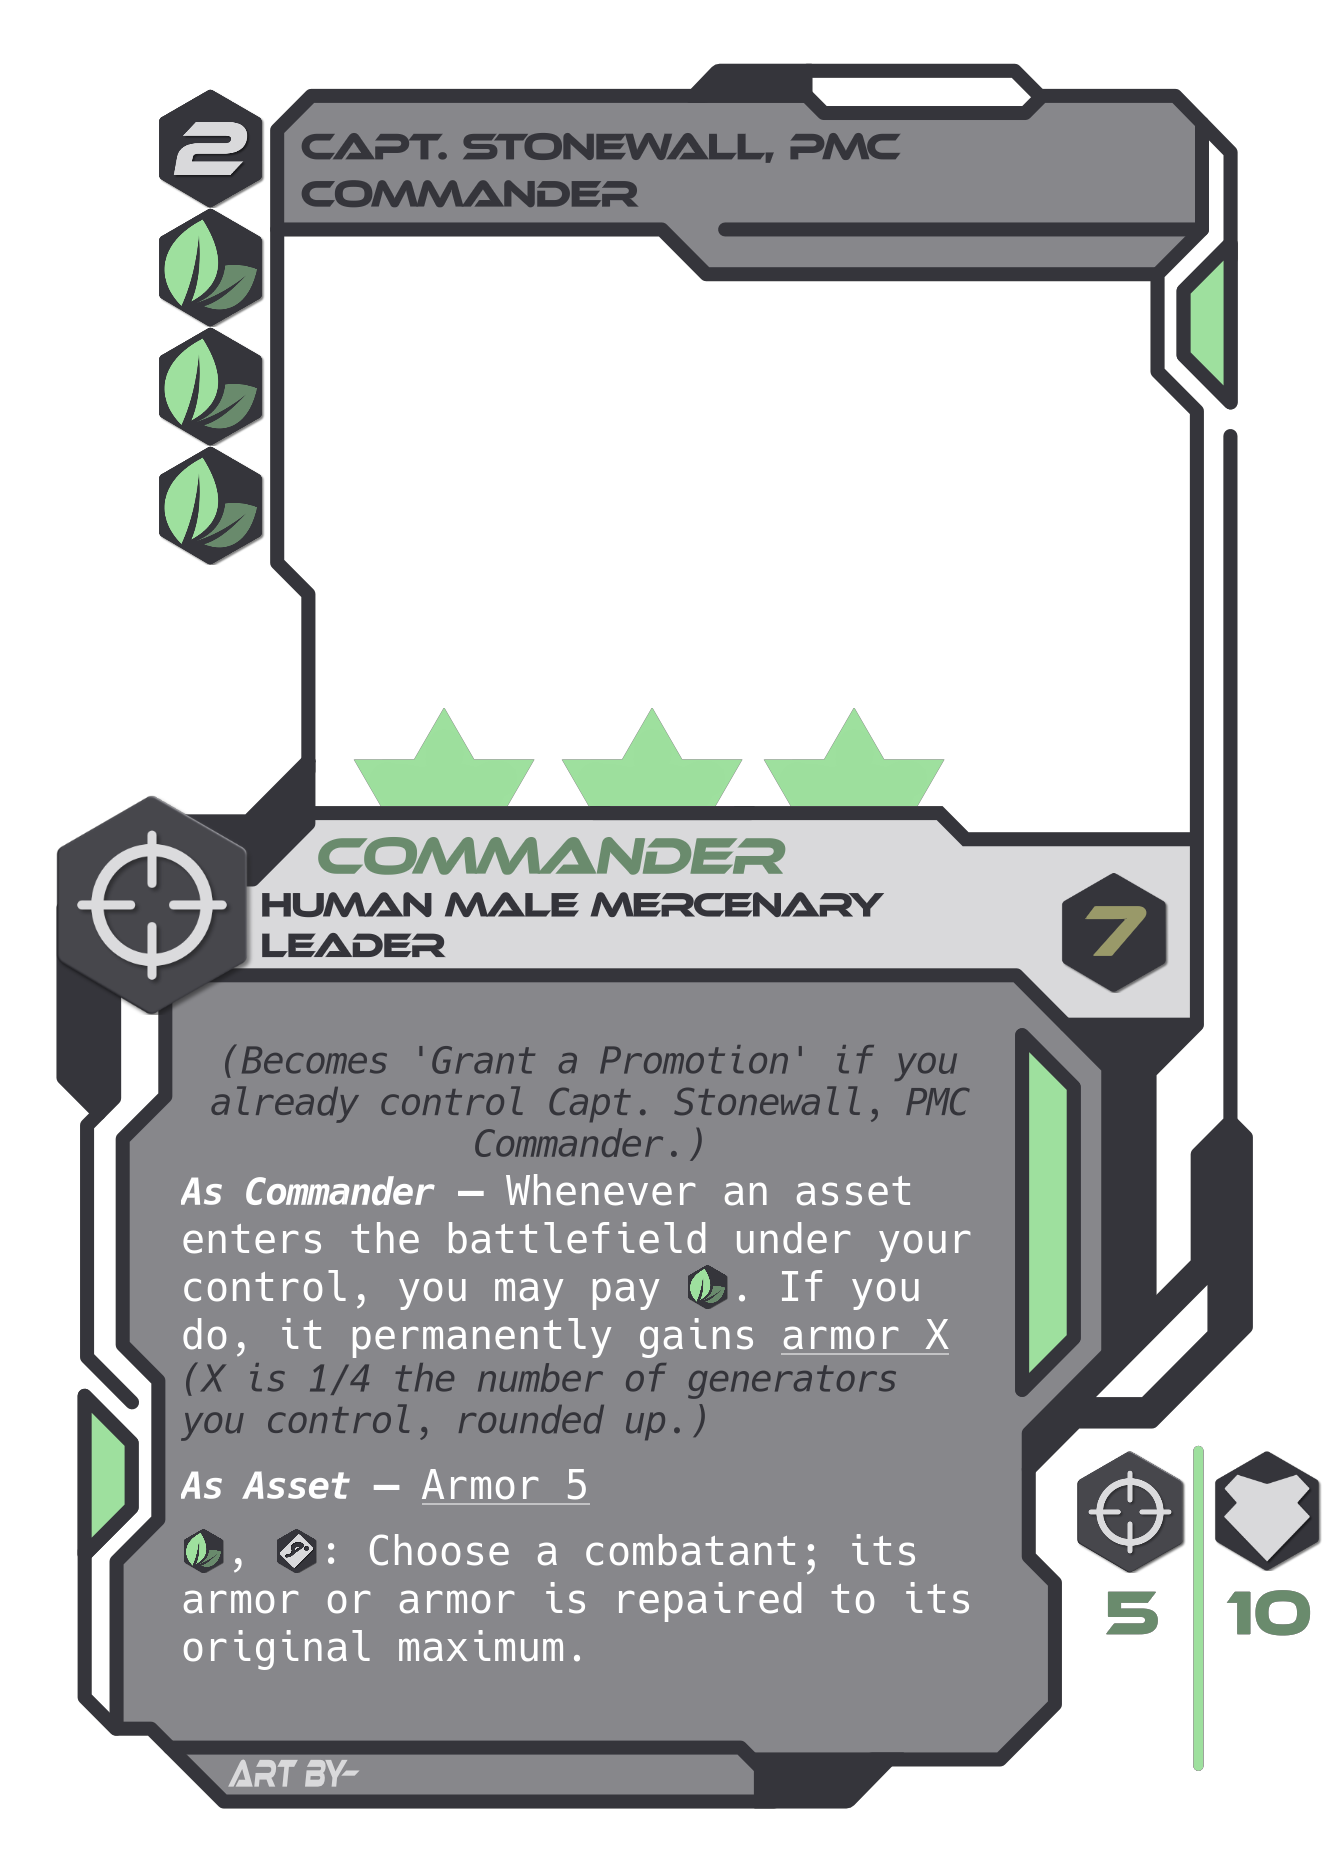 2
CAPT. STONEWALL, PMC
COMMANDER
COMMANDER
HUMAN MALE MERCENARY
LEADER
7
(Becomes 'Grant a Promotion' if you
already control Capt. Stonewall, PMC
Commander.)
As Commander — Whenever an asset
enters the battlefield under your
control, you may pay . If you
do, it permanently gains armor X
(X is 1/4 the number of generators
you control, rounded up.)
As Asset — Armor 5
, : Choose a combatant; its
armor or armor is repaired to its
original maximum.
5 10
ART BY-